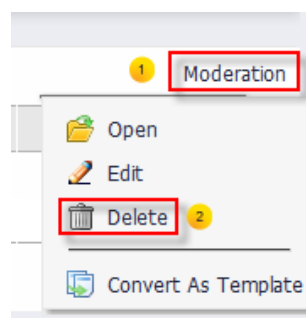 1 Moderation
Open
Edit
Delete 2
Convert As Template